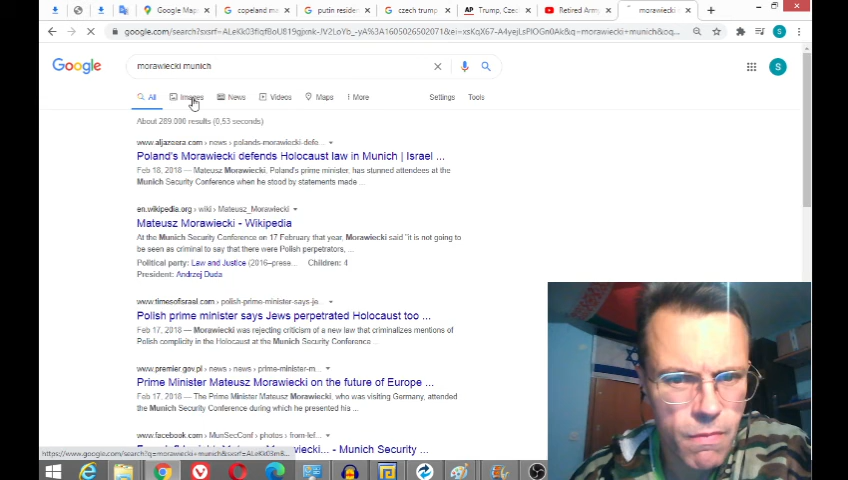 Google Map
copeland ma
putin reside
czech trump
AP Trump, Czec
Retired Arm
morawiecki
Google
morawiecki munich
All
Images
News
Videos
Maps
More
Settings
Tools
S
About 289 000 results (0,53 seconds)
www.aljazeera.com › news › polands-morawiecki-defe...
Poland's Morawiecki defends Holocaust law in Munich | Israel ...
Feb 18, 2018 — Mateusz Morawiecki, Poland's prime minister, has stunned attendees at the
Munich Security Conference when he stood by statements made ...
en.wikipedia.org › wiki › Mateusz_Morawiecki
Mateusz Morawiecki - Wikipedia
At the Munich Security Conference on 17 February that year, Morawiecki said "it is not going to
be seen as criminal to say that there were Polish perpetrators, ...
Political party: Law and Justice (2016–prese... Children: 4
President: Andrzej Duda
www.timesofisrael.com › polish-prime-minister-says-je...
Polish prime minister says Jews perpetrated Holocaust too ...
Feb 17, 2018 — Morawiecki was rejecting criticism of a new law that criminalizes mentions of
Polish complicity in the Holocaust at the Munich Security Conference ...
www.premier.gov.pl › news › news › prime-minister-m...
Prime Minister Mateusz Morawiecki on the future of Europe ...
Feb 17, 2018 — The Prime Minister Mateusz Morawiecki, who was visiting Germany, attended
the Munich Security Conference during which he presented his ...
www.facebook.com › MunSecConf › photos › from-lef...
- Munich Security ...